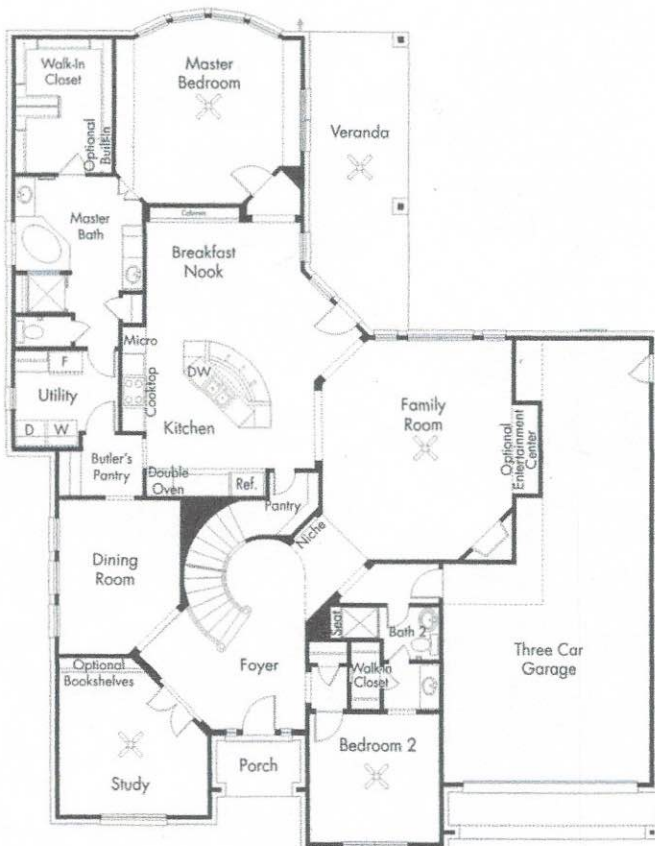 Walk-In
Closet
Optional
Built-In
Master
Bedroom
Veranda
Master
Bath
Breakfast
Nook
Micro
Cooktop
DW
F
Utility
D
W
Kitchen
Family
Room
Optional
Entertainment
Center
Butler's
Pantry
Double
Oven
Ref.
Pantry
Niche
Dining
Room
Seat
Bath 2
Three Car
Garage
Foyer
Walk-In
Closet
Optional
Bookshelves
Study
Porch
Bedroom 2